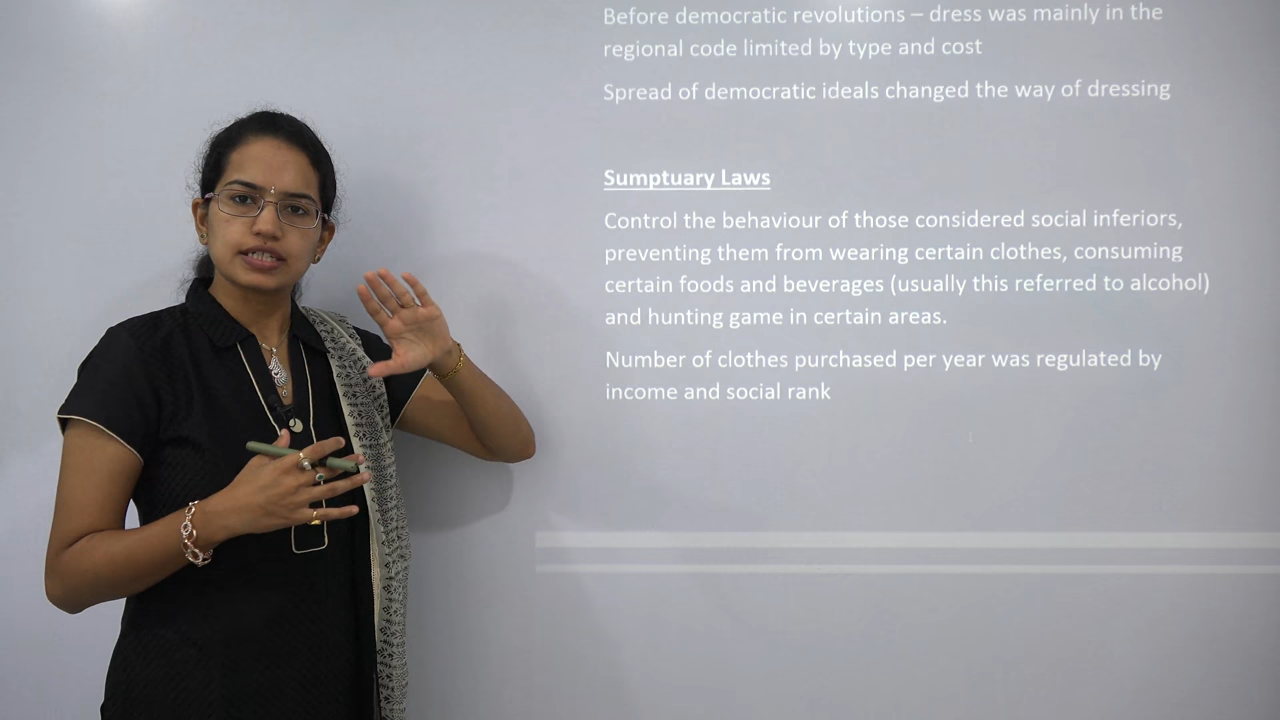 Before democratic revolutions – dress was mainly in the
regional code limited by type and cost
Spread of democratic ideals changed the way of dressing
Sumptuary Laws
Control the behaviour of those considered social inferiors,
preventing them from wearing certain clothes, consuming
certain foods and beverages (usually this referred to alcohol)
and hunting game in certain areas.
Number of clothes purchased per year was regulated by
income and social rank